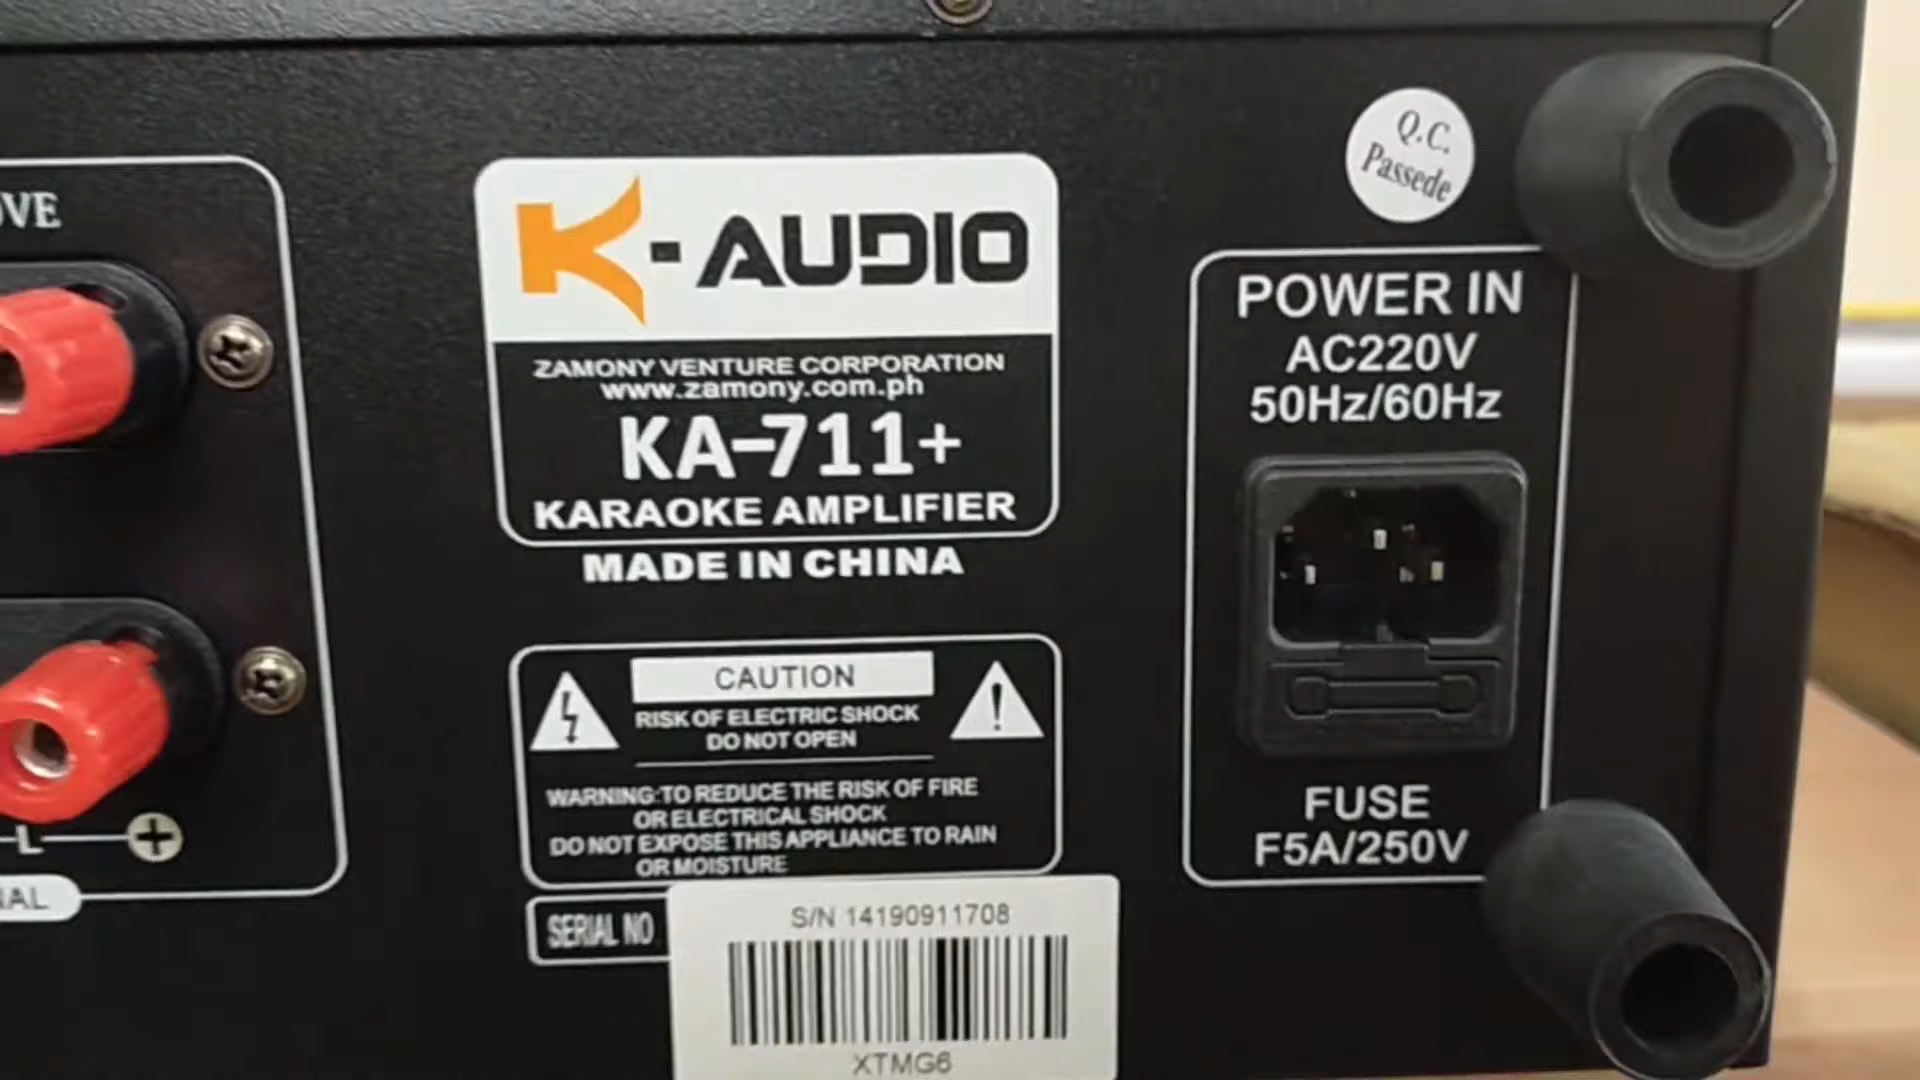 K-AUDIO
ZAMONY VENTURE CORPORATION
www.zamony.com.ph
KA-711+
KARAOKE AMPLIFIER
MADE IN CHINA
CAUTION
RISK OF ELECTRIC SHOCK
DO NOT OPEN
WARNING:TO REDUCE THE RISK OF FIRE
OR ELECTRICAL SHOCK
DO NOT EXPOSE THIS APPLIANCE TO RAIN
OR MOISTURE
SERIAL NO
S/N 14190911708
XTMG6
Q.C.
Passede
POWER IN
AC220V
50Hz/60Hz
FUSE
F5A/250V
L